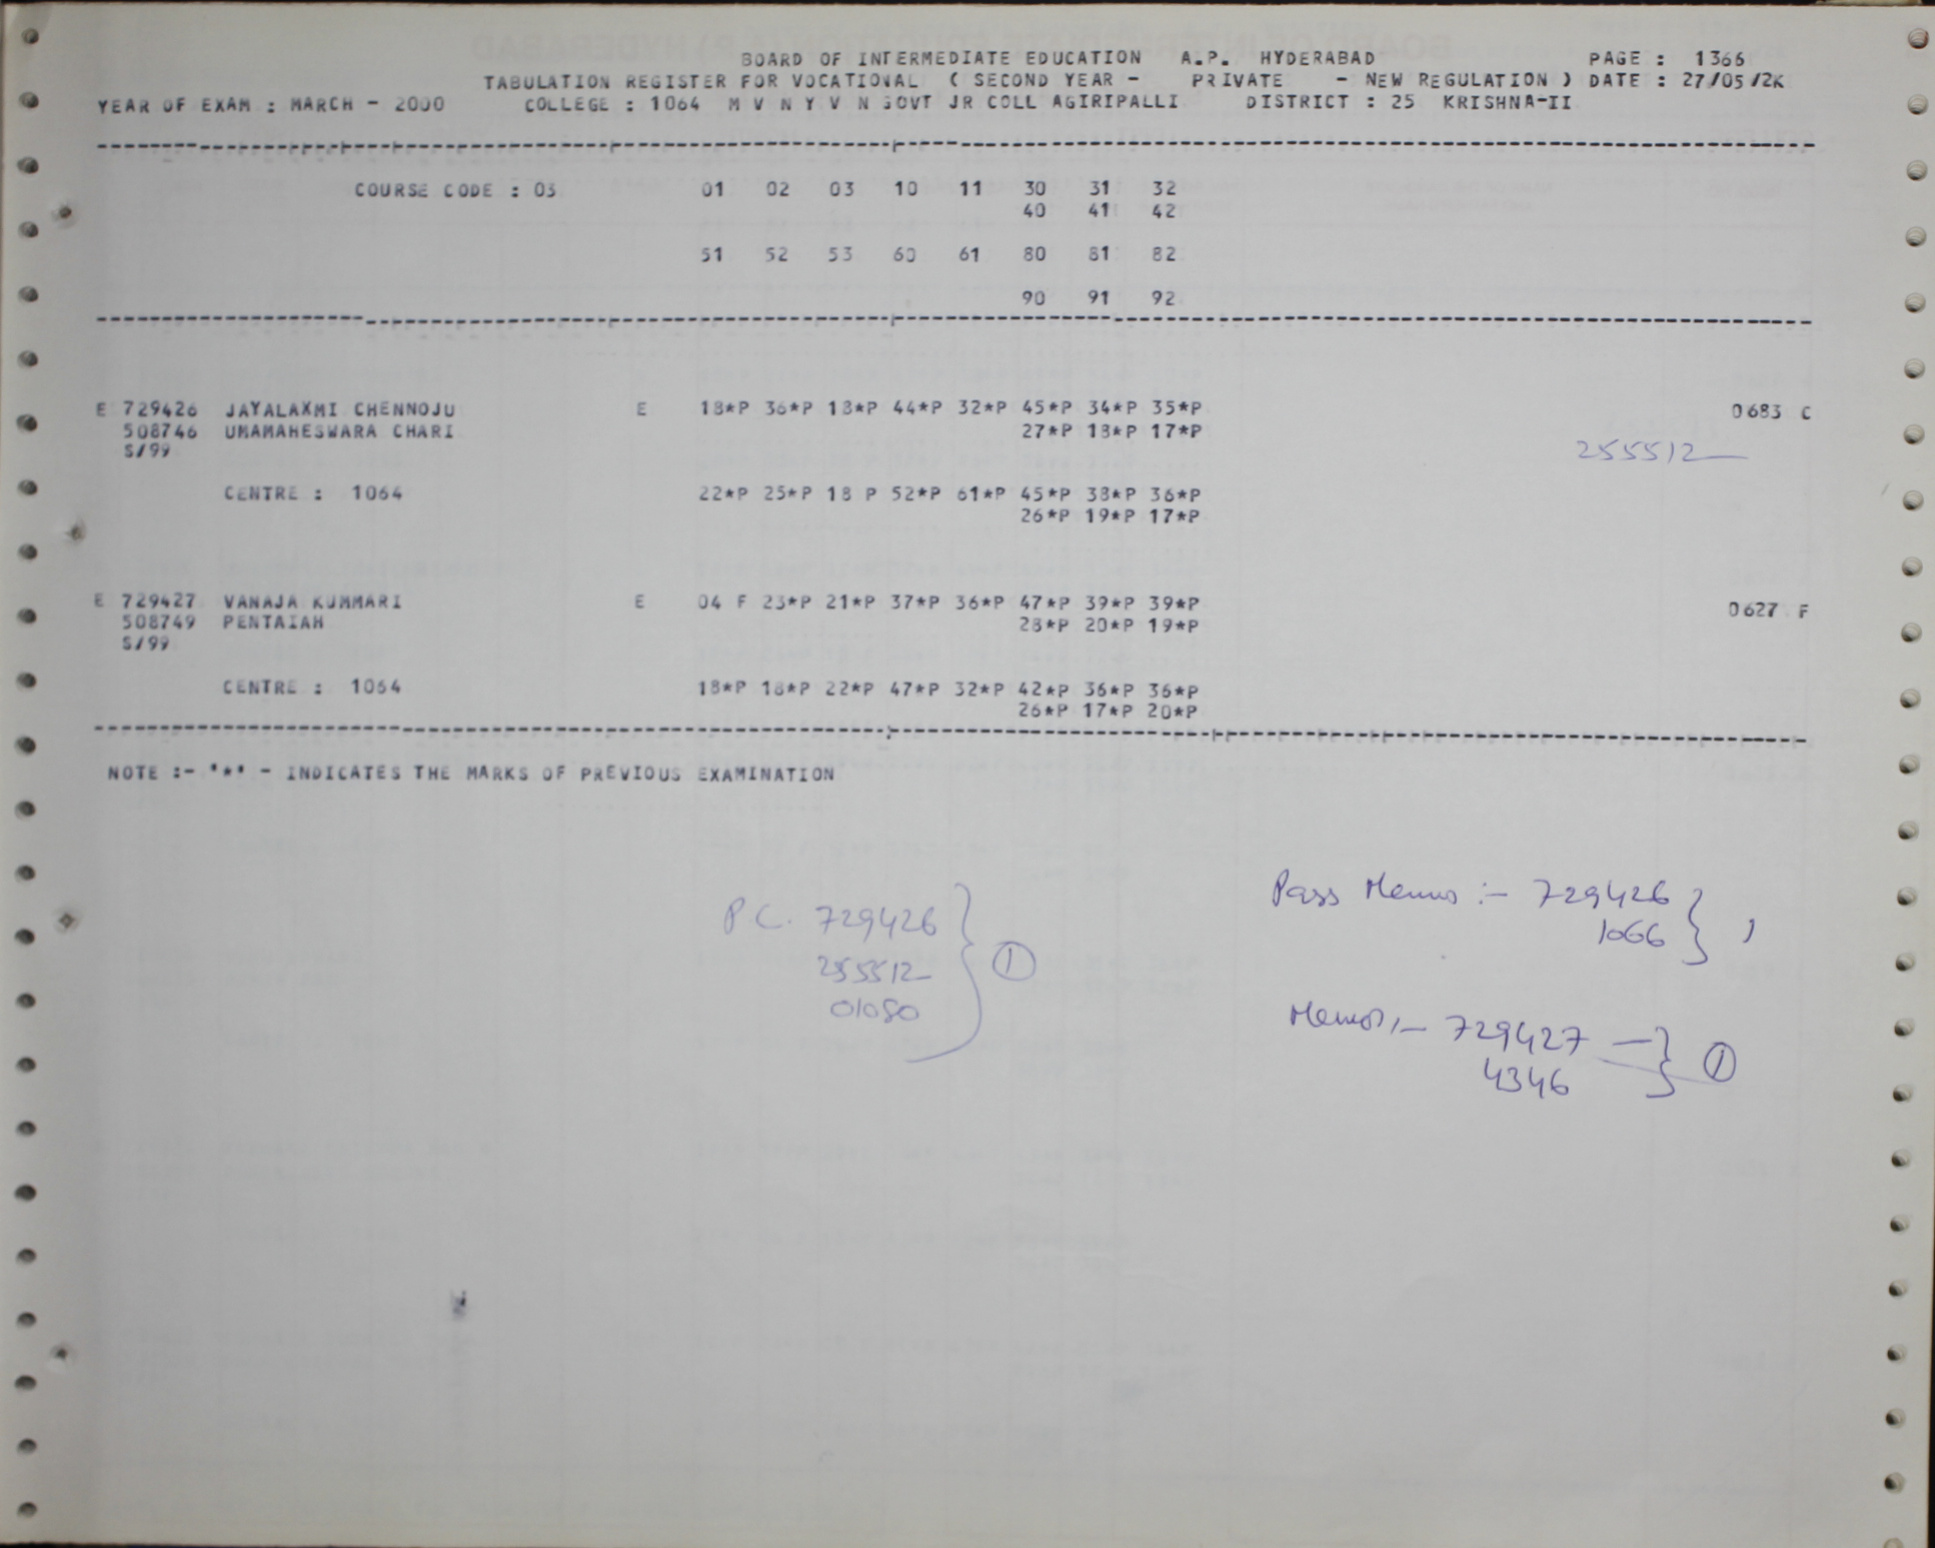 BOARD OF INTERMEDIATE EDUCATION A.P. HYDERABAD PAGE : 1366
TABULATION REGISTER FOR VOCATIONAL ( SECOND YEAR - PRIVATE - NEW REGULATION ) DATE : 27/05/2K
YEAR OF EXAM : MARCH - 2000 COLLEGE : 1064 M V N Y V N GOVT JR COLL AGIRIPALLI DISTRICT : 25 KRISHNA-II
COURSE CODE : 03 01 02 03 10 11 30 31 32
40 41 42
51 52 53 60 61 80 81 82
90 91 92
E 729426 JAYALAXMI CHENNOJU E 18*P 36*P 18*P 44*P 32*P 45*P 34*P 35*P 0683 C
508746 UMAMAHESWARA CHARI 27*P 18*P 17*P
S/99 255512
CENTRE : 1064 22*P 25*P 18 P 52*P 61*P 45*P 38*P 36*P
26*P 19*P 17*P
E 729427 VANAJA KUMMARI E 04 F 23*P 21*P 37*P 36*P 47*P 39*P 39*P 0627 F
508749 PENTAIAH 28*P 20*P 19*P
S/99
CENTRE : 1064 18*P 18*P 22*P 47*P 32*P 42*P 36*P 36*P
26*P 17*P 20*P
NOTE :- '*' - INDICATES THE MARKS OF PREVIOUS EXAMINATION
Pass Memo :- 729426
1066 } 1
P.C. 729426
255512 } 1
01080
Memo :- 729427 —
4346 } 1